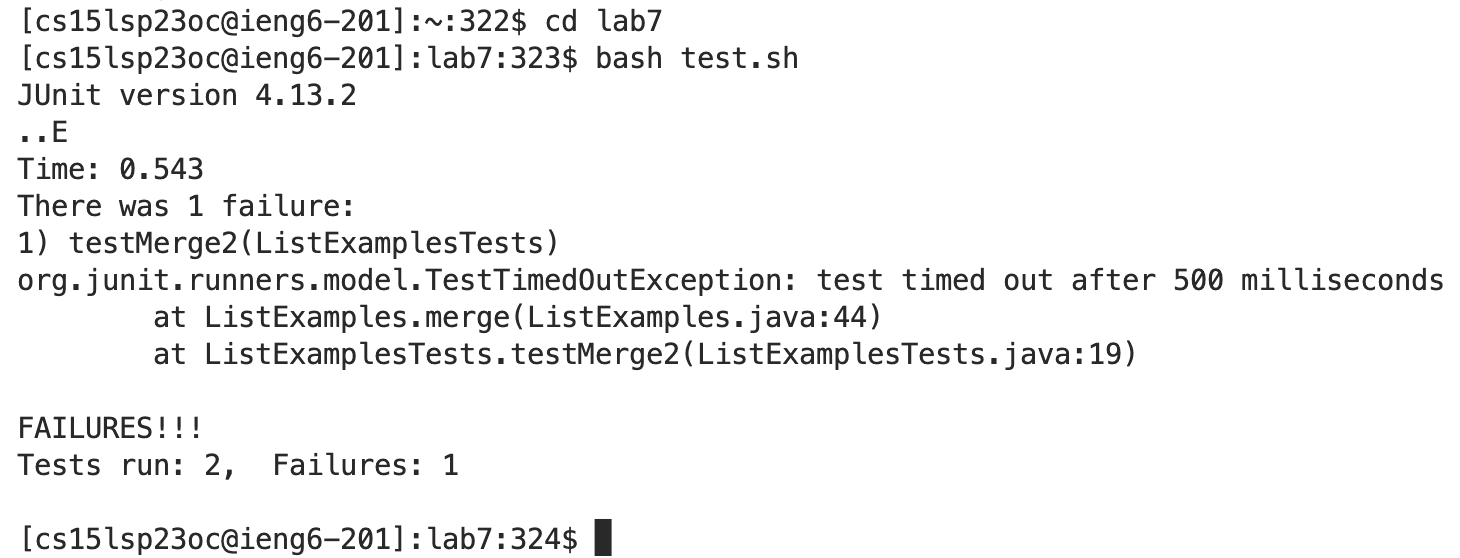 [cs15lsp23oc@ieng6-201]:~:322$ cd lab7
[cs15lsp23oc@ieng6-201]:lab7:323$ bash test.sh
JUnit version 4.13.2
..E
Time: 0.543
There was 1 failure:
1) testMerge2(ListExamplesTests)
org.junit.runners.model.TestTimedOutException: test timed out after 500 milliseconds
        at ListExamples.merge(ListExamples.java:44)
        at ListExamplesTests.testMerge2(ListExamplesTests.java:19)

FAILURES!!!
Tests run: 2,  Failures: 1

[cs15lsp23oc@ieng6-201]:lab7:324$